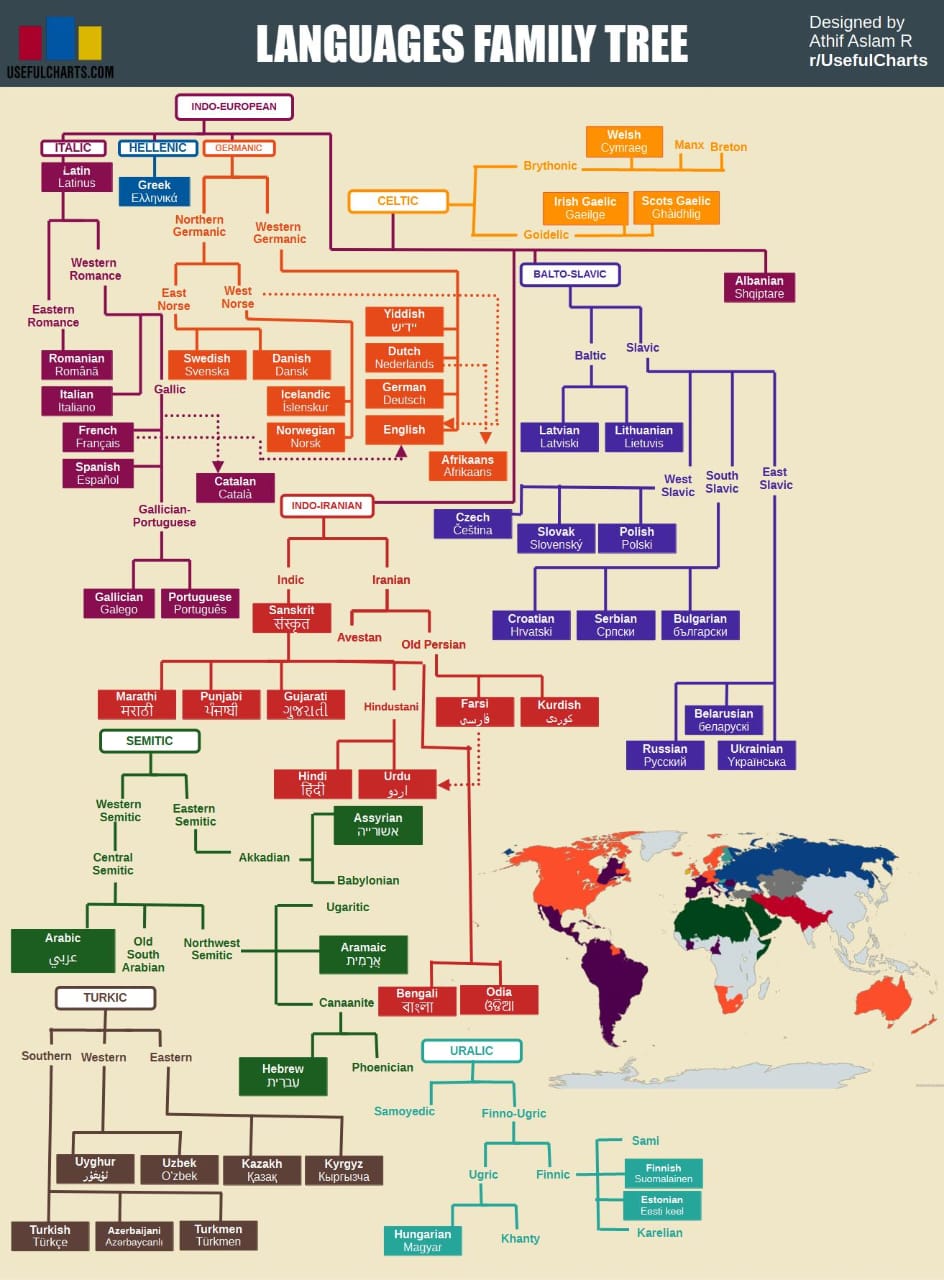 USEFULCHARTS.COM
LANGUAGES FAMILY TREE
Designed by
Athif Aslam R
r/UsefulCharts
INDO-EUROPEAN
ITALIC
HELLENIC
GERMANIC
Latin
Latinus
Greek
Ελληνικά
Northern
Germanic
Western
Germanic
CELTIC
Brythonic
Welsh
Cymraeg
Manx
Breton
Irish Gaelic
Gaeilge
Scots Gaelic
Ghàidhlig
Goidelic
Western
Romance
Eastern
Romance
East
Norse
West
Norse
BALTO-SLAVIC
Albanian
Shqiptare
Romanian
Română
Italian
Italiano
Gallic
French
Français
Spanish
Español
Catalan
Català
Gallician-
Portuguese
Gallician
Galego
Portuguese
Português
Swedish
Svenska
Danish
Dansk
Icelandic
Íslenskur
Norwegian
Norsk
Yiddish
ייִדיש
Dutch
Nederlands
German
Deutsch
English
Afrikaans
Afrikaans
Baltic
Slavic
Latvian
Latviski
Lithuanian
Lietuvis
West
Slavic
South
Slavic
East
Slavic
Czech
Čeština
Slovak
Slovenský
Polish
Polski
Croatian
Hrvatski
Serbian
Српски
Bulgarian
български
Belarusian
беларускі
Russian
Русский
Ukrainian
Українська
INDO-IRANIAN
Indic
Iranian
Sanskrit
संस्कृत
Avestan
Old Persian
Marathi
मराठी
Punjabi
ਪੰਜਾਬੀ
Gujarati
ગુજરાતી
Hindustani
Farsi
فارسی
Kurdish
کوردی
Hindi
हिंदी
Urdu
اردو
Bengali
বাংলা
Odia
ଓଡିଆ
SEMITIC
Western
Semitic
Eastern
Semitic
Central
Semitic
Akkadian
Assyrian
אשורייה
Babylonian
Arabic
عربي
Old
South
Arabian
Northwest
Semitic
Ugaritic
Aramaic
אֲרָמִית
Canaanite
Hebrew
עִברִית
Phoenician
TURKIC
Southern
Western
Eastern
Uyghur
ئۇيغۇر
Uzbek
O'zbek
Kazakh
Қазақ
Kyrgyz
Кыргызча
Turkish
Türkçe
Azerbaijani
Azərbaycanlı
Turkmen
Türkmen
URALIC
Samoyedic
Finno-Ugric
Ugric
Finnic
Sami
Finnish
Suomalainen
Estonian
Eesti keel
Karelian
Hungarian
Magyar
Khanty